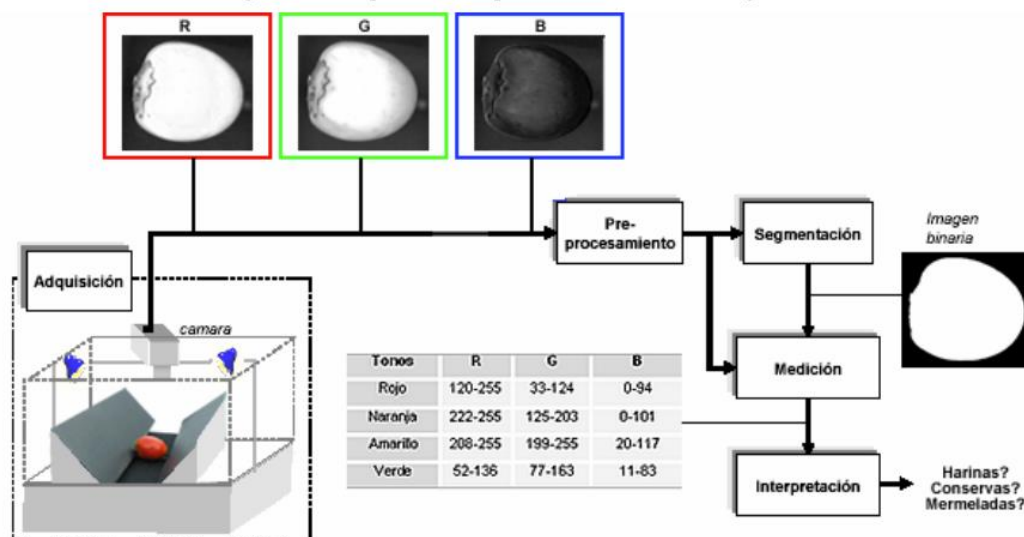 R G B
Pre-
procesamiento
Segmentación
Imagen
binaria
Adquisición
camara
Medición
Tonos R G B
Rojo 120-255 33-124 0-94
Naranja 222-255 125-203 0-101
Amarillo 208-255 199-255 20-117
Verde 52-136 77-163 11-83
Interpretación
Harinas?
Conservas?
Mermeladas?